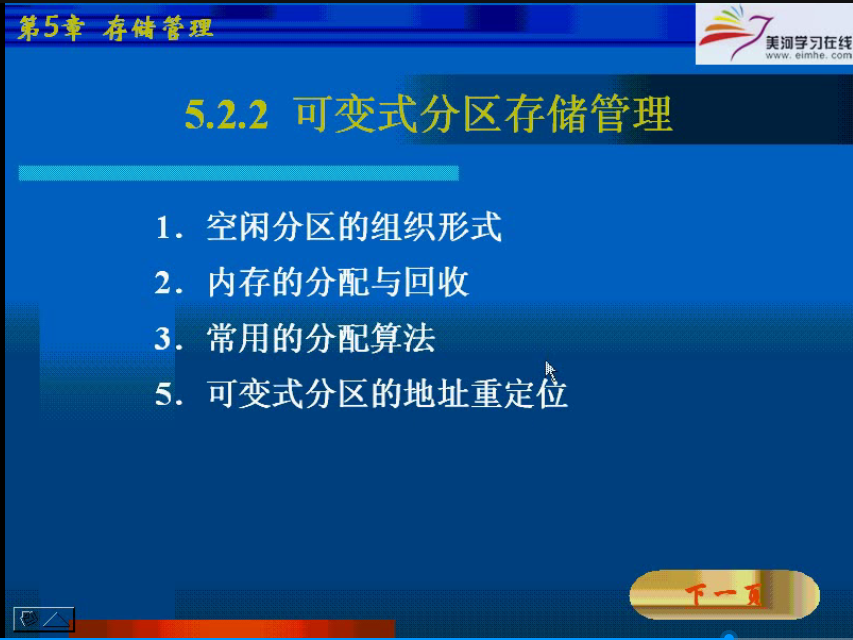 第5章 存储管理
美河学习在线
www.eimhe.com
5.2.2 可变式分区存储管理
1. 空闲分区的组织形式
2. 内存的分配与回收
3. 常用的分配算法
5. 可变式分区的地址重定位
下一页